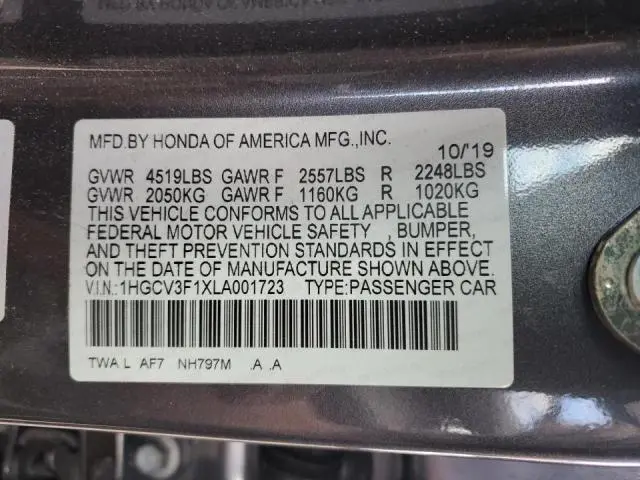 MFD.BY HONDA OF AMERICA MFG.,INC.
10/'19
GVWR 4519LBS GAWR F 2557LBS R 2248LBS
GVWR 2050KG GAWR F 1160KG R 1020KG
THIS VEHICLE CONFORMS TO ALL APPLICABLE
FEDERAL MOTOR VEHICLE SAFETY , BUMPER,
AND THEFT PREVENTION STANDARDS IN EFFECT
ON THE DATE OF MANUFACTURE SHOWN ABOVE.
V.I.N.:1HGCV3F1XLA001723 TYPE:PASSENGER CAR
TWA L AF7 NH797M .A .A